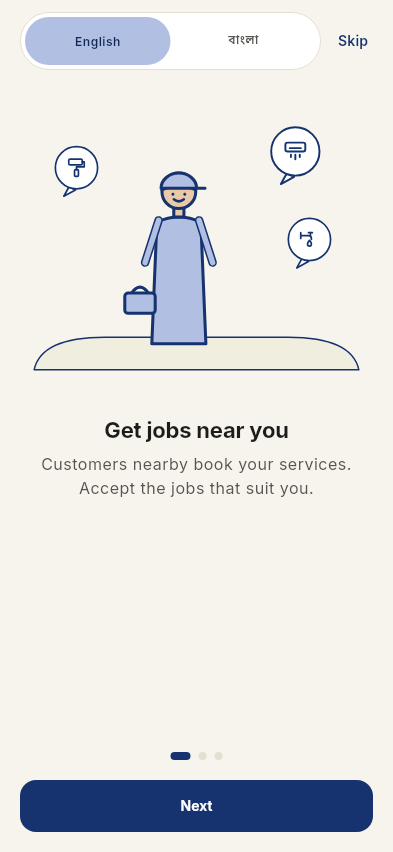 English
বাংলা
Skip
Get jobs near you
Customers nearby book your services.
Accept the jobs that suit you.
Next